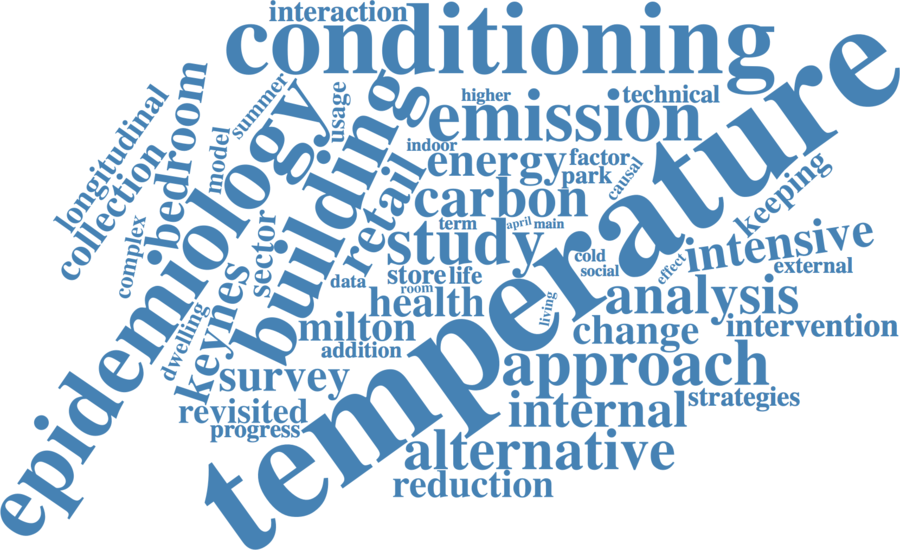 interaction
conditioning
temperature
epidemiology
building
emission
higher
technical
longitudinal
collection
bedroom
model
summer
usage
indoor
energy
factor
park
causal
keeping
carbon
retail
term
april
main
study
complex
sector
keynes
dwelling
data
store
life
room
cold
social
effect
intensive
external
health
living
analysis
milton
addition
change
intervention
survey
approach
revisited
progress
internal
strategies
alternative
reduction